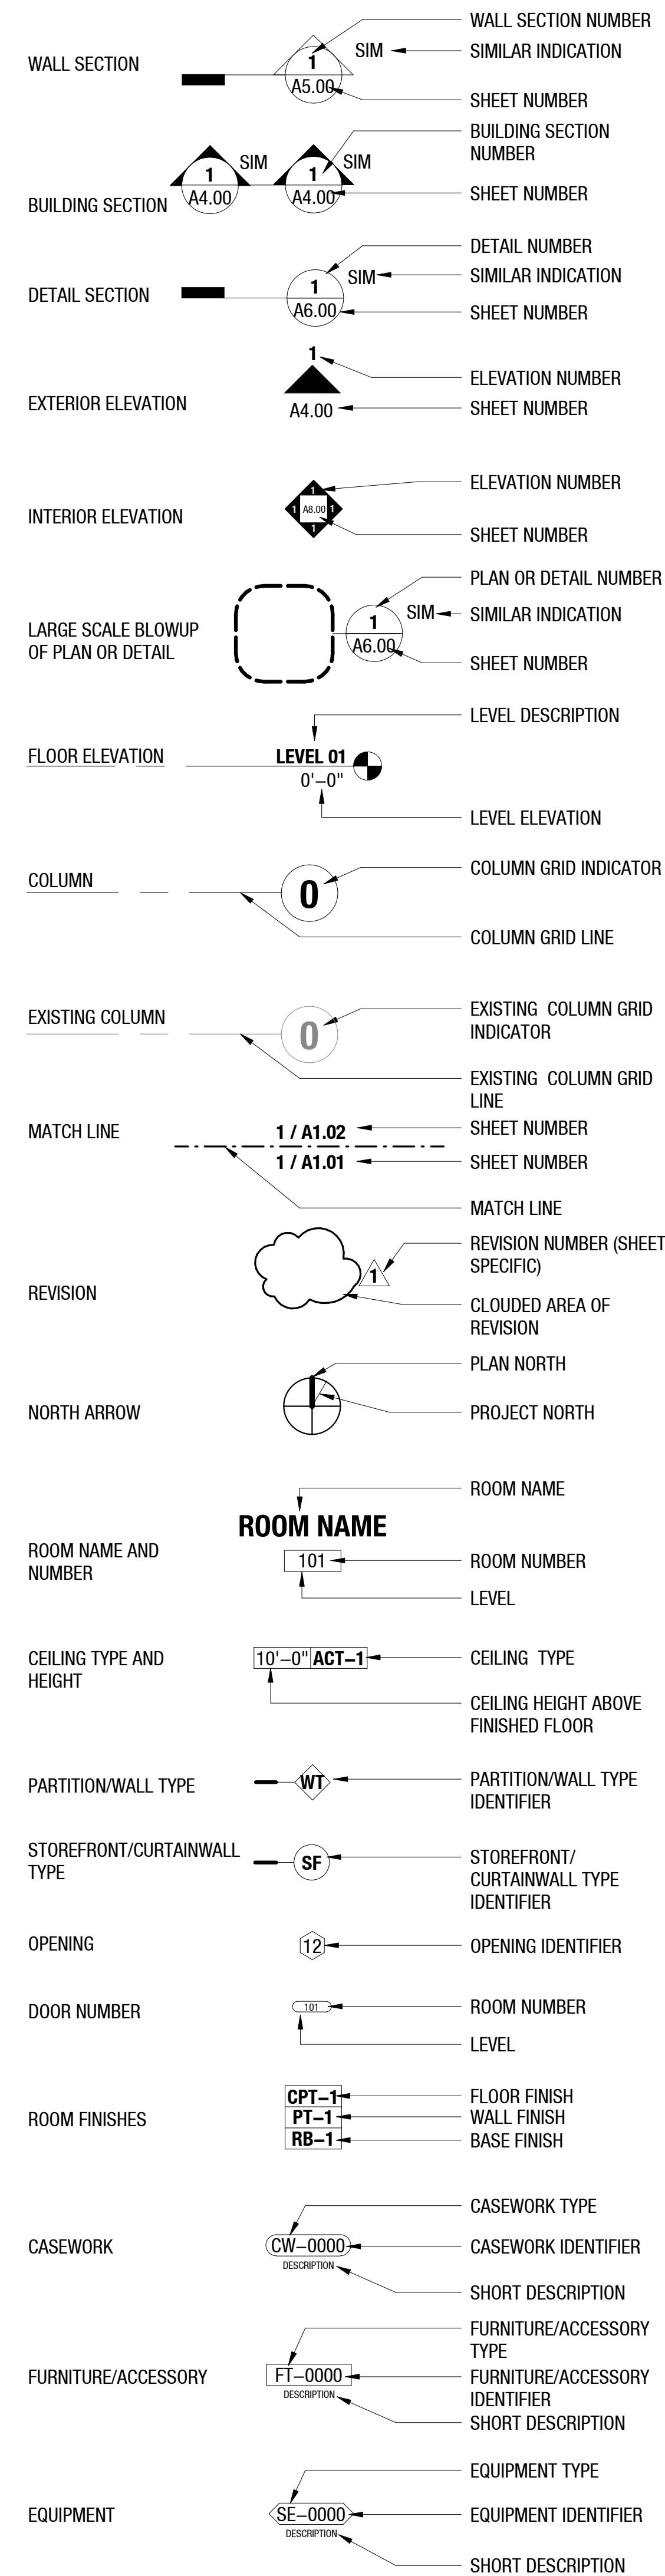 WALL SECTION
1
A5.00
SIM
WALL SECTION NUMBER
SIMILAR INDICATION
SHEET NUMBER
BUILDING SECTION
1
A4.00
SIM
1
A4.00
SIM
BUILDING SECTION
NUMBER
SHEET NUMBER
DETAIL SECTION
1
A6.00
SIM
DETAIL NUMBER
SIMILAR INDICATION
SHEET NUMBER
EXTERIOR ELEVATION
1
A4.00
ELEVATION NUMBER
SHEET NUMBER
INTERIOR ELEVATION
1
1 A8.00 1
1
ELEVATION NUMBER
SHEET NUMBER
LARGE SCALE BLOWUP
OF PLAN OR DETAIL
1
A6.00
SIM
PLAN OR DETAIL NUMBER
SIMILAR INDICATION
SHEET NUMBER
FLOOR ELEVATION
LEVEL 01
0'–0"
LEVEL DESCRIPTION
LEVEL ELEVATION
COLUMN
0
COLUMN GRID INDICATOR
COLUMN GRID LINE
EXISTING COLUMN
0
EXISTING COLUMN GRID
INDICATOR
EXISTING COLUMN GRID
LINE
MATCH LINE
1 / A1.02
1 / A1.01
SHEET NUMBER
SHEET NUMBER
MATCH LINE
REVISION
1
REVISION NUMBER (SHEET
SPECIFIC)
CLOUDED AREA OF
REVISION
NORTH ARROW
PLAN NORTH
PROJECT NORTH
ROOM NAME AND
NUMBER
ROOM NAME
101
ROOM NAME
ROOM NUMBER
LEVEL
CEILING TYPE AND
HEIGHT
10'–0" ACT–1
CEILING TYPE
CEILING HEIGHT ABOVE
FINISHED FLOOR
PARTITION/WALL TYPE
WT
PARTITION/WALL TYPE
IDENTIFIER
STOREFRONT/CURTAINWALL
TYPE
SF
STOREFRONT/
CURTAINWALL TYPE
IDENTIFIER
OPENING
12
OPENING IDENTIFIER
DOOR NUMBER
101
ROOM NUMBER
LEVEL
ROOM FINISHES
CPT–1
PT–1
RB–1
FLOOR FINISH
WALL FINISH
BASE FINISH
CASEWORK
CW–0000
DESCRIPTION
CASEWORK TYPE
CASEWORK IDENTIFIER
SHORT DESCRIPTION
FURNITURE/ACCESSORY
FT–0000
DESCRIPTION
FURNITURE/ACCESSORY
TYPE
FURNITURE/ACCESSORY
IDENTIFIER
SHORT DESCRIPTION
EQUIPMENT
SE–0000
DESCRIPTION
EQUIPMENT TYPE
EQUIPMENT IDENTIFIER
SHORT DESCRIPTION